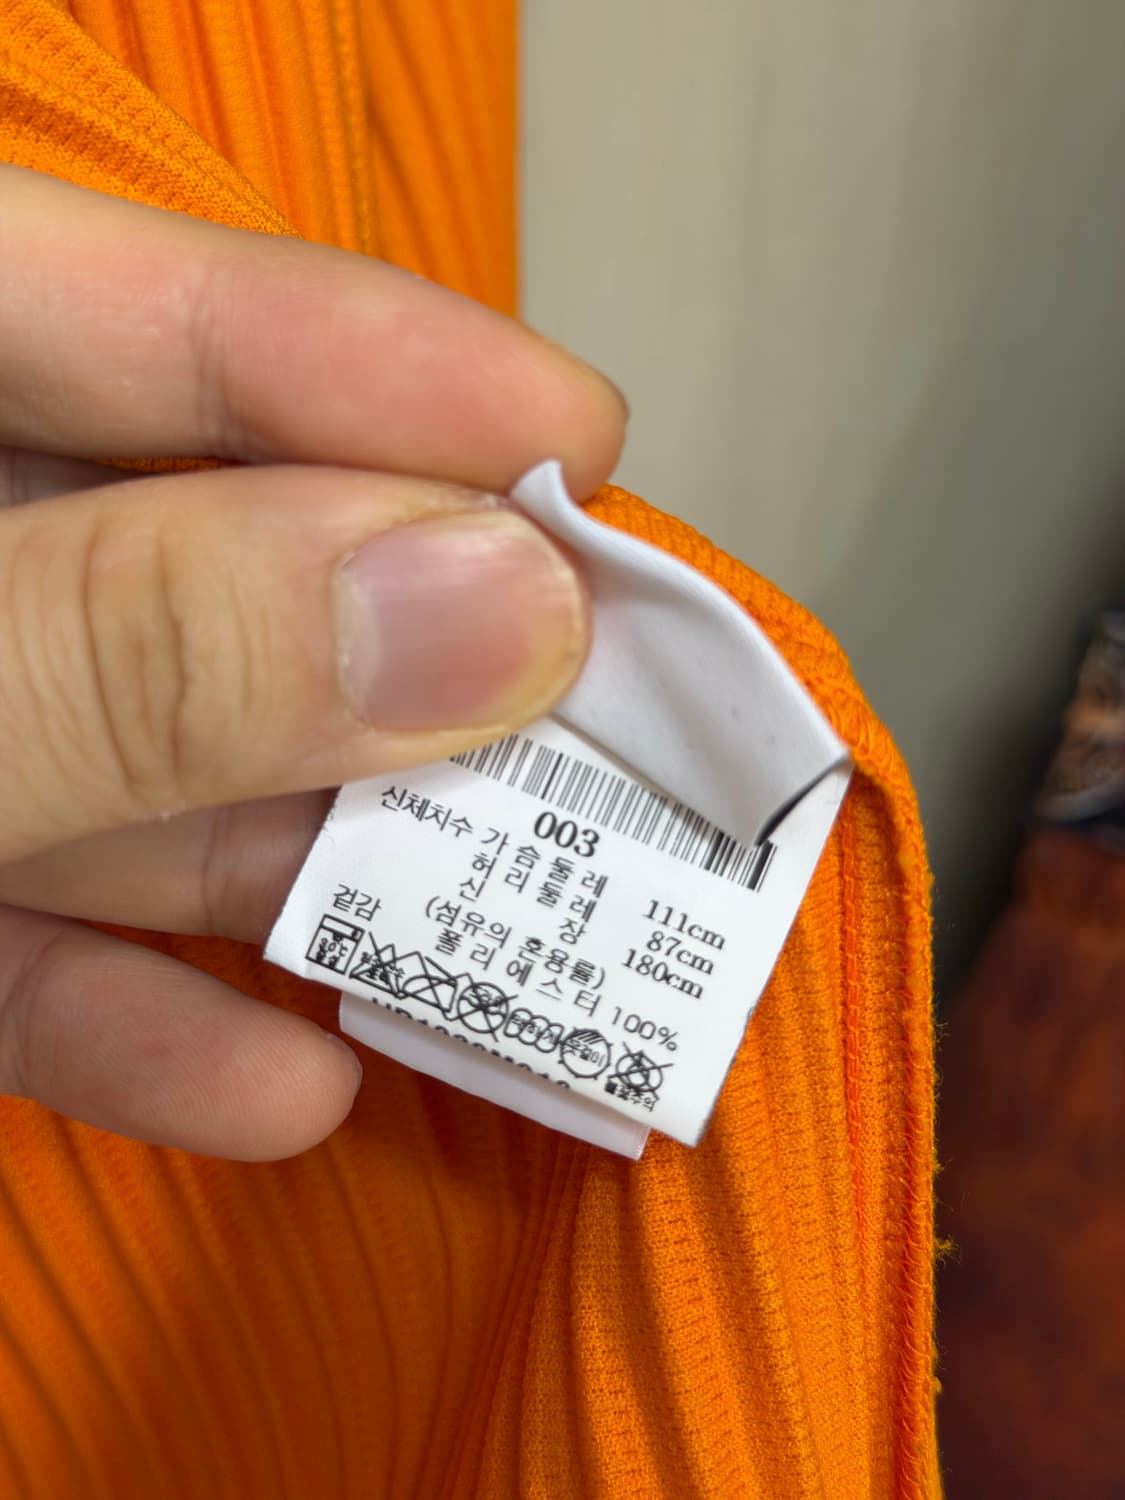 003
신체치수 가슴둘레 111cm
허리둘레 87cm
신장 180cm
(섬유의 혼용률)
겉감 폴리에스터 100%